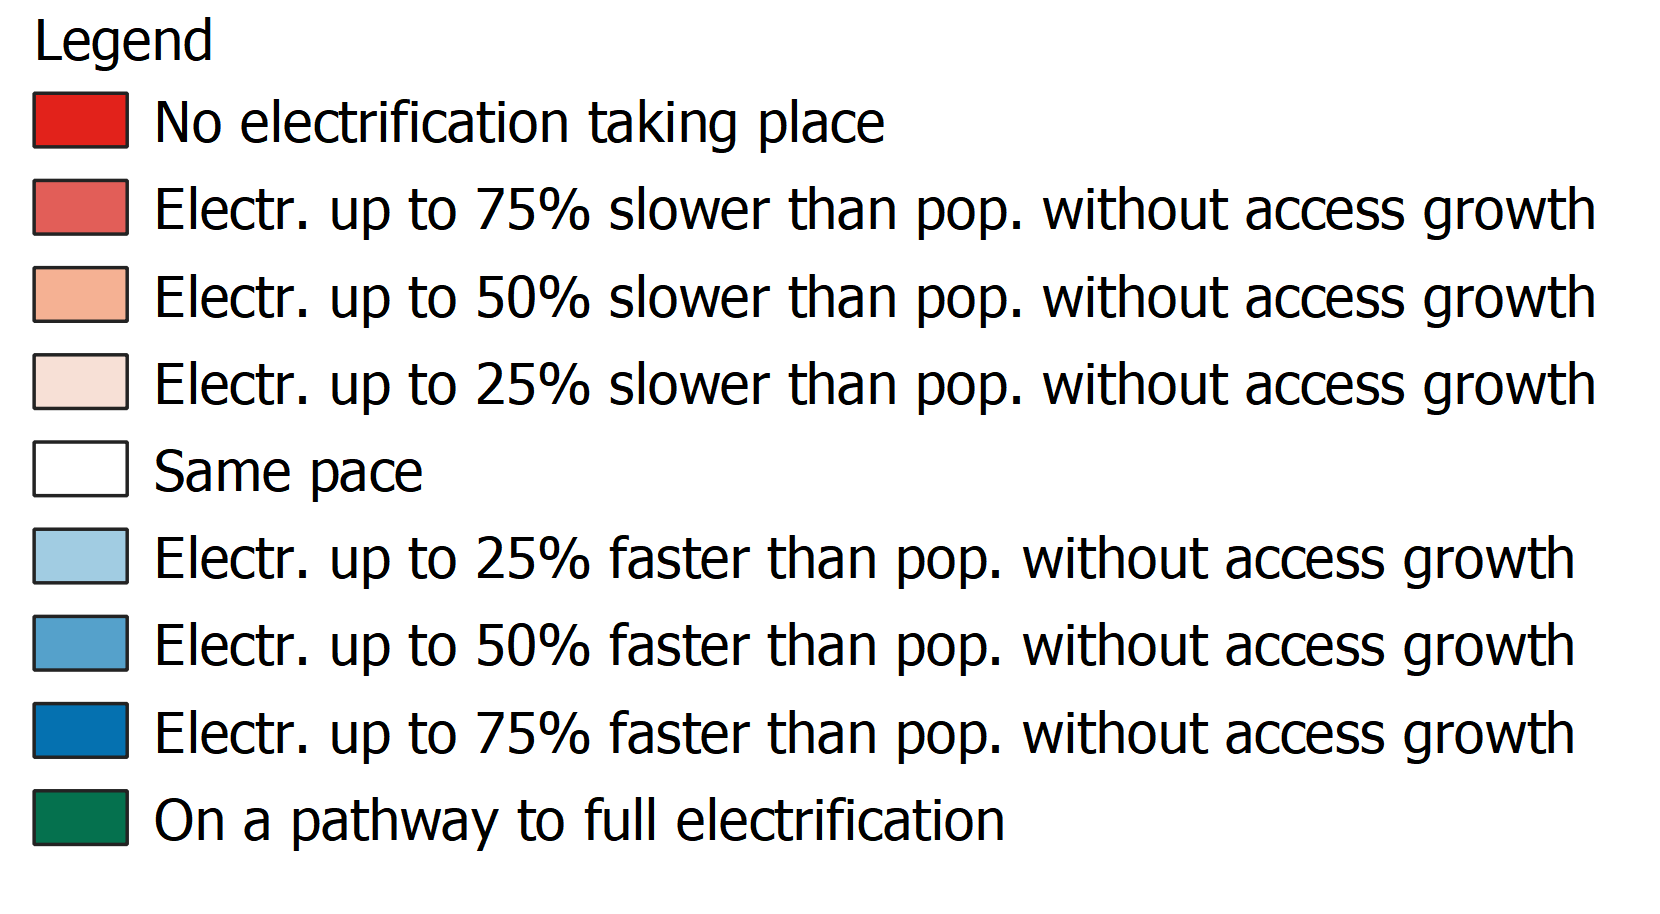 Legend
No electrification taking place
Electr. up to 75% slower than pop. without access growth
Electr. up to 50% slower than pop. without access growth
Electr. up to 25% slower than pop. without access growth
Same pace
Electr. up to 25% faster than pop. without access growth
Electr. up to 50% faster than pop. without access growth
Electr. up to 75% faster than pop. without access growth
On a pathway to full electrification